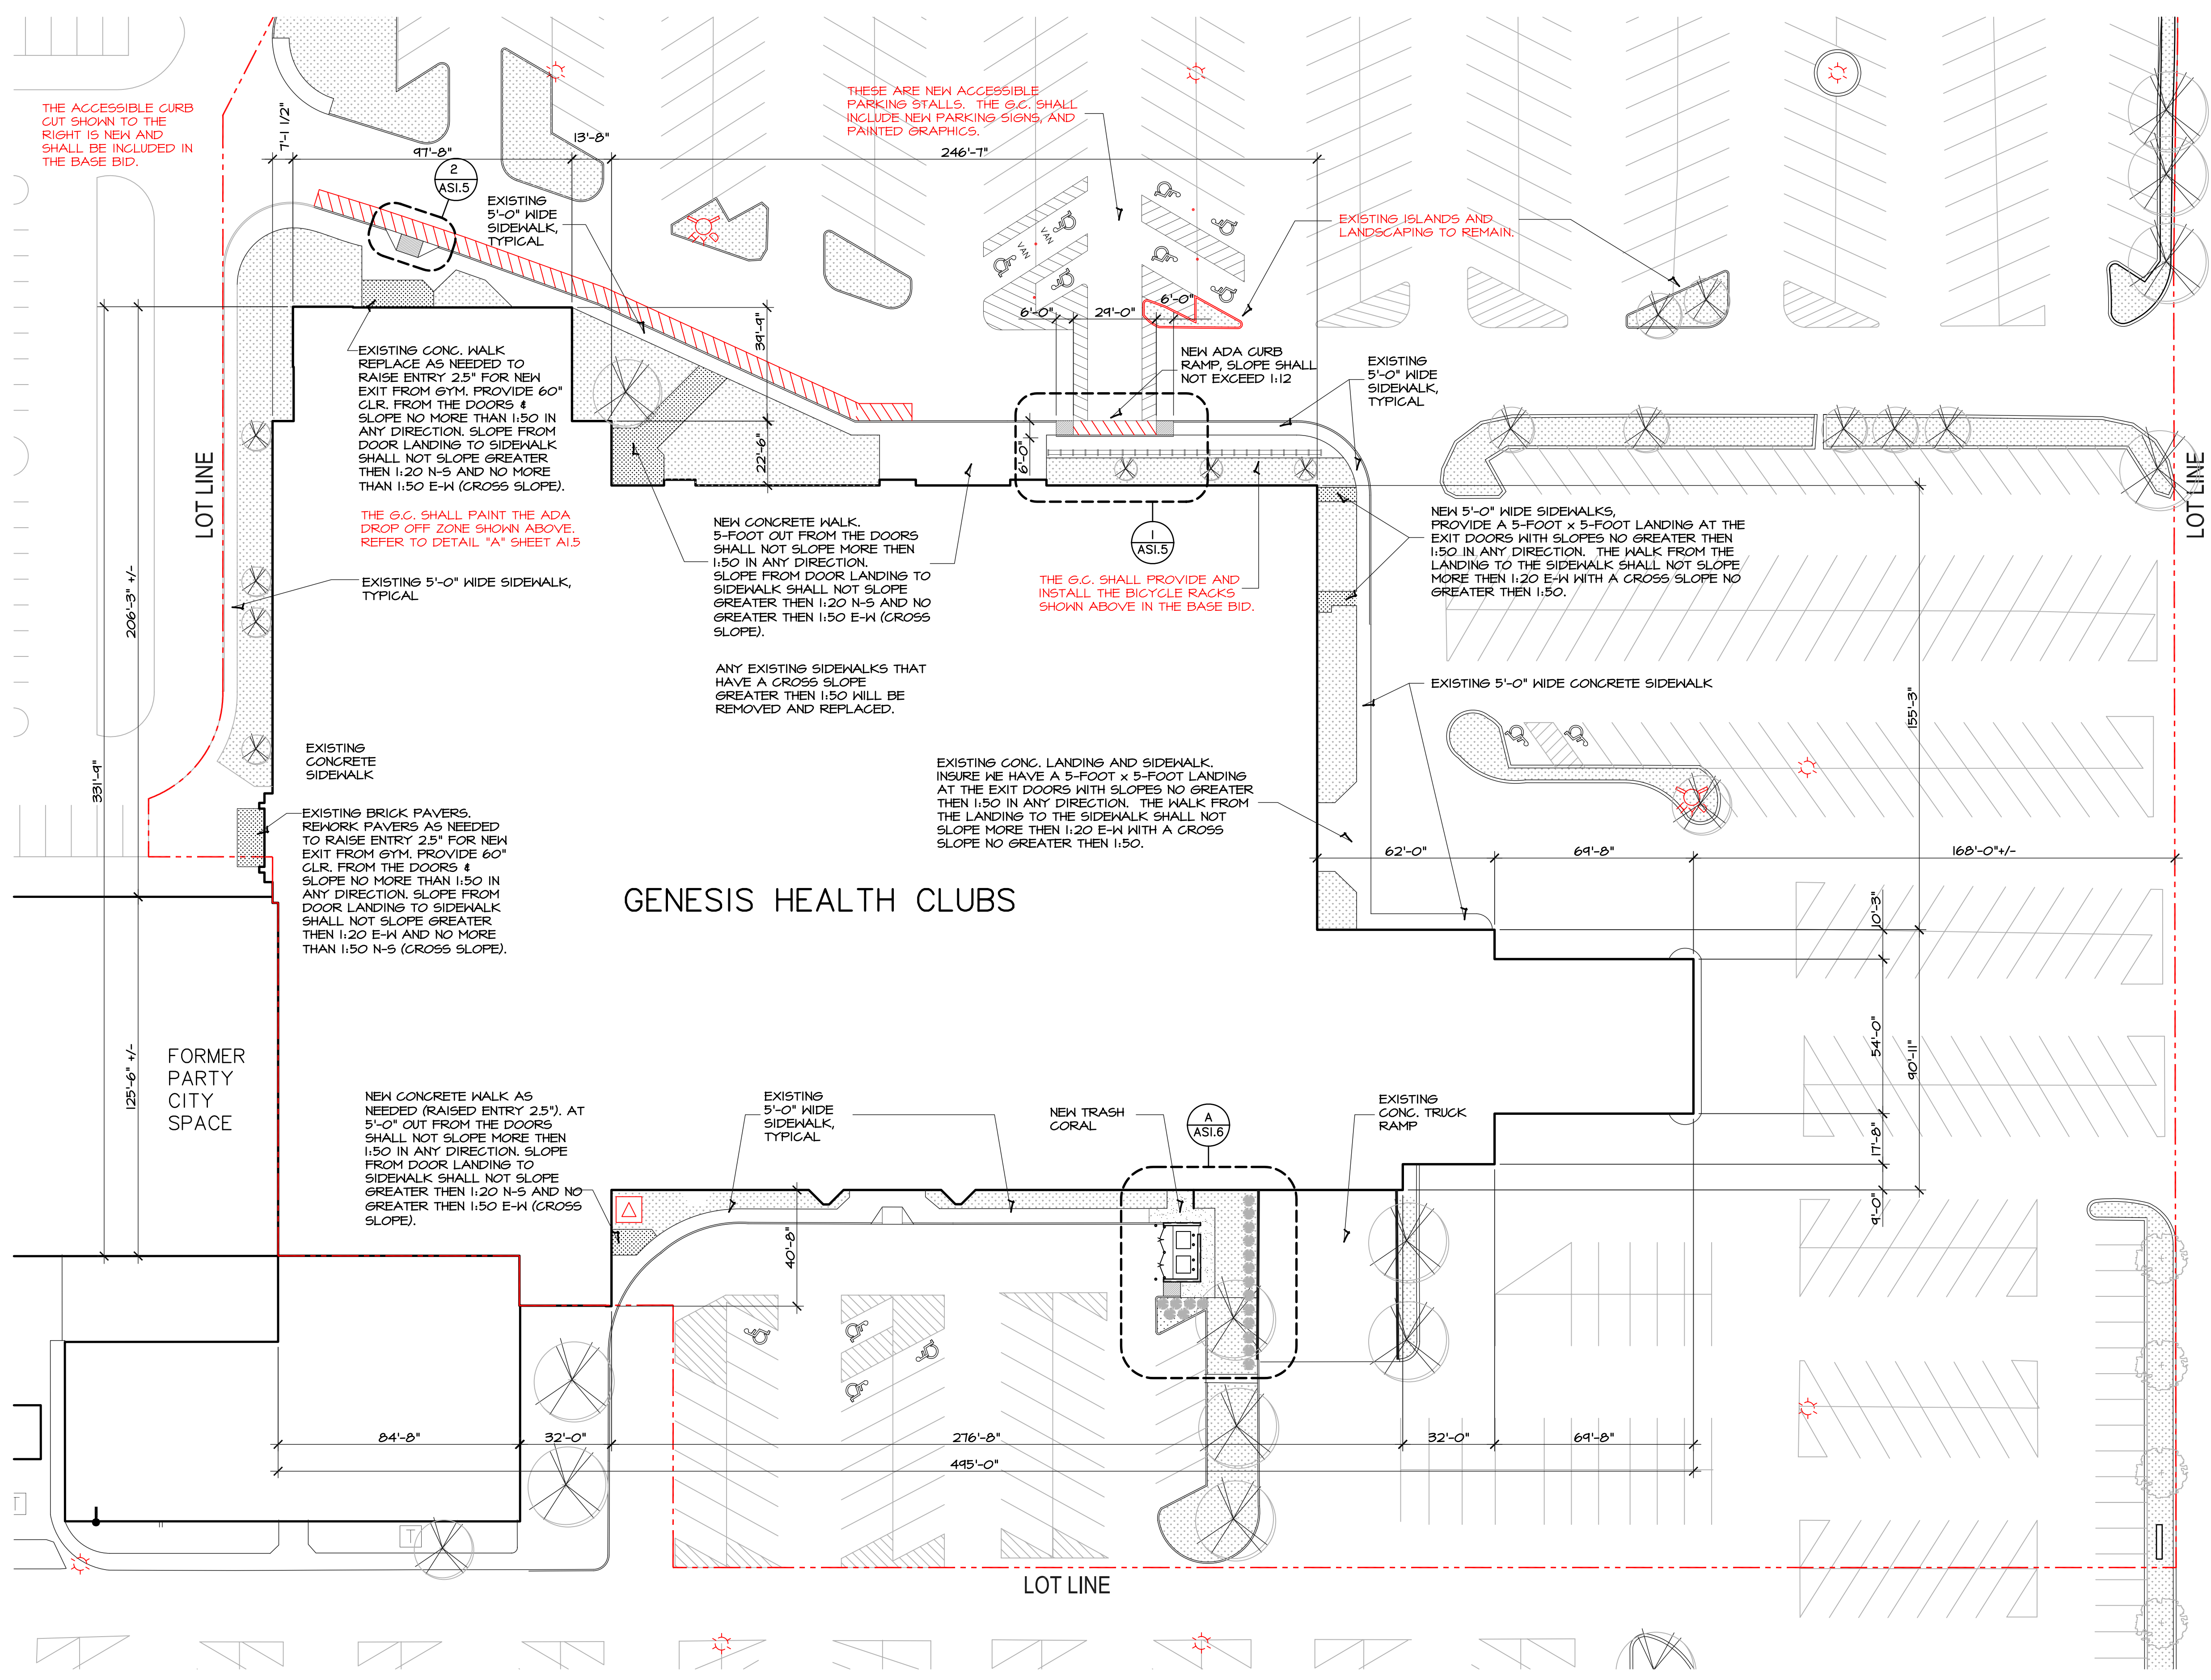 THE ACCESSIBLE CURB
CUT SHOWN TO THE
RIGHT IS NEW AND
SHALL BE INCLUDED IN
THE BASE BID.
7'-1 1/2"
97'-8"
13'-8"
246'-7"
2
AS1.5
EXISTING
5'-0" WIDE
SIDEWALK,
TYPICAL
HYD
THESE ARE NEW ACCESSIBLE
PARKING STALLS. THE G.C. SHALL
INCLUDE NEW PARKING SIGNS, AND
PAINTED GRAPHICS.
VAN
VAN
EXISTING ISLANDS AND
LANDSCAPING TO REMAIN.
6'-0"
29'-0"
6'-0"
39'-9"
22'-6"
6'-0"
NEW ADA CURB
RAMP, SLOPE SHALL
NOT EXCEED 1:12
EXISTING
5'-0" WIDE
SIDEWALK,
TYPICAL
EXISTING CONC. WALK
REPLACE AS NEEDED TO
RAISE ENTRY 2.5" FOR NEW
EXIT FROM GYM. PROVIDE 60"
CLR. FROM THE DOORS &
SLOPE NO MORE THAN 1:50 IN
ANY DIRECTION. SLOPE FROM
DOOR LANDING TO SIDEWALK
SHALL NOT SLOPE GREATER
THEN 1:20 N-S AND NO MORE
THAN 1:50 E-W (CROSS SLOPE).
THE G.C. SHALL PAINT THE ADA
DROP OFF ZONE SHOWN ABOVE.
REFER TO DETAIL "A" SHEET A1.5
LOT LINE
EXISTING 5'-0" WIDE SIDEWALK,
TYPICAL
206'-3" +/-
331'-9"
125'-6" +/-
NEW CONCRETE WALK.
5-FOOT OUT FROM THE DOORS
SHALL NOT SLOPE MORE THEN
1:50 IN ANY DIRECTION.
SLOPE FROM DOOR LANDING TO
SIDEWALK SHALL NOT SLOPE
GREATER THEN 1:20 N-S AND NO
GREATER THEN 1:50 E-W (CROSS
SLOPE).
ANY EXISTING SIDEWALKS THAT
HAVE A CROSS SLOPE
GREATER THEN 1:50 WILL BE
REMOVED AND REPLACED.
1
AS1.5
THE G.C. SHALL PROVIDE AND
INSTALL THE BICYCLE RACKS
SHOWN ABOVE IN THE BASE BID.
NEW 5'-0" WIDE SIDEWALKS,
PROVIDE A 5-FOOT x 5-FOOT LANDING AT THE
EXIT DOORS WITH SLOPES NO GREATER THEN
1:50 IN ANY DIRECTION. THE WALK FROM THE
LANDING TO THE SIDEWALK SHALL NOT SLOPE
MORE THEN 1:20 E-W WITH A CROSS SLOPE NO
GREATER THEN 1:50.
LOT LINE
EXISTING 5'-0" WIDE CONCRETE SIDEWALK
155'-3"
EXISTING
CONCRETE
SIDEWALK
EXISTING BRICK PAVERS.
REWORK PAVERS AS NEEDED
TO RAISE ENTRY 2.5" FOR NEW
EXIT FROM GYM. PROVIDE 60"
CLR. FROM THE DOORS &
SLOPE NO MORE THAN 1:50 IN
ANY DIRECTION. SLOPE FROM
DOOR LANDING TO SIDEWALK
SHALL NOT SLOPE GREATER
THEN 1:20 E-W AND NO MORE
THAN 1:50 N-S (CROSS SLOPE).
EXISTING CONC. LANDING AND SIDEWALK.
INSURE WE HAVE A 5-FOOT x 5-FOOT LANDING
AT THE EXIT DOORS WITH SLOPES NO GREATER
THEN 1:50 IN ANY DIRECTION. THE WALK FROM
THE LANDING TO THE SIDEWALK SHALL NOT
SLOPE MORE THEN 1:20 E-W WITH A CROSS
SLOPE NO GREATER THEN 1:50.
62'-0"
69'-8"
168'-0"+/-
GENESIS HEALTH CLUBS
10'-3"
54'-0"
90'-11"
17'-8"
9'-0"
FORMER
PARTY
CITY
SPACE
NEW CONCRETE WALK AS
NEEDED (RAISED ENTRY 2.5"). AT
5'-0" OUT FROM THE DOORS
SHALL NOT SLOPE MORE THEN
1:50 IN ANY DIRECTION. SLOPE
FROM DOOR LANDING TO
SIDEWALK SHALL NOT SLOPE
GREATER THEN 1:20 N-S AND NO
GREATER THEN 1:50 E-W (CROSS
SLOPE).
EXISTING
5'-0" WIDE
SIDEWALK,
TYPICAL
NEW TRASH
CORAL
A
AS1.6
EXISTING
CONC. TRUCK
RAMP
40'-8"
84'-8"
32'-0"
276'-8"
32'-0"
69'-8"
495'-0"
T
T
LOT LINE